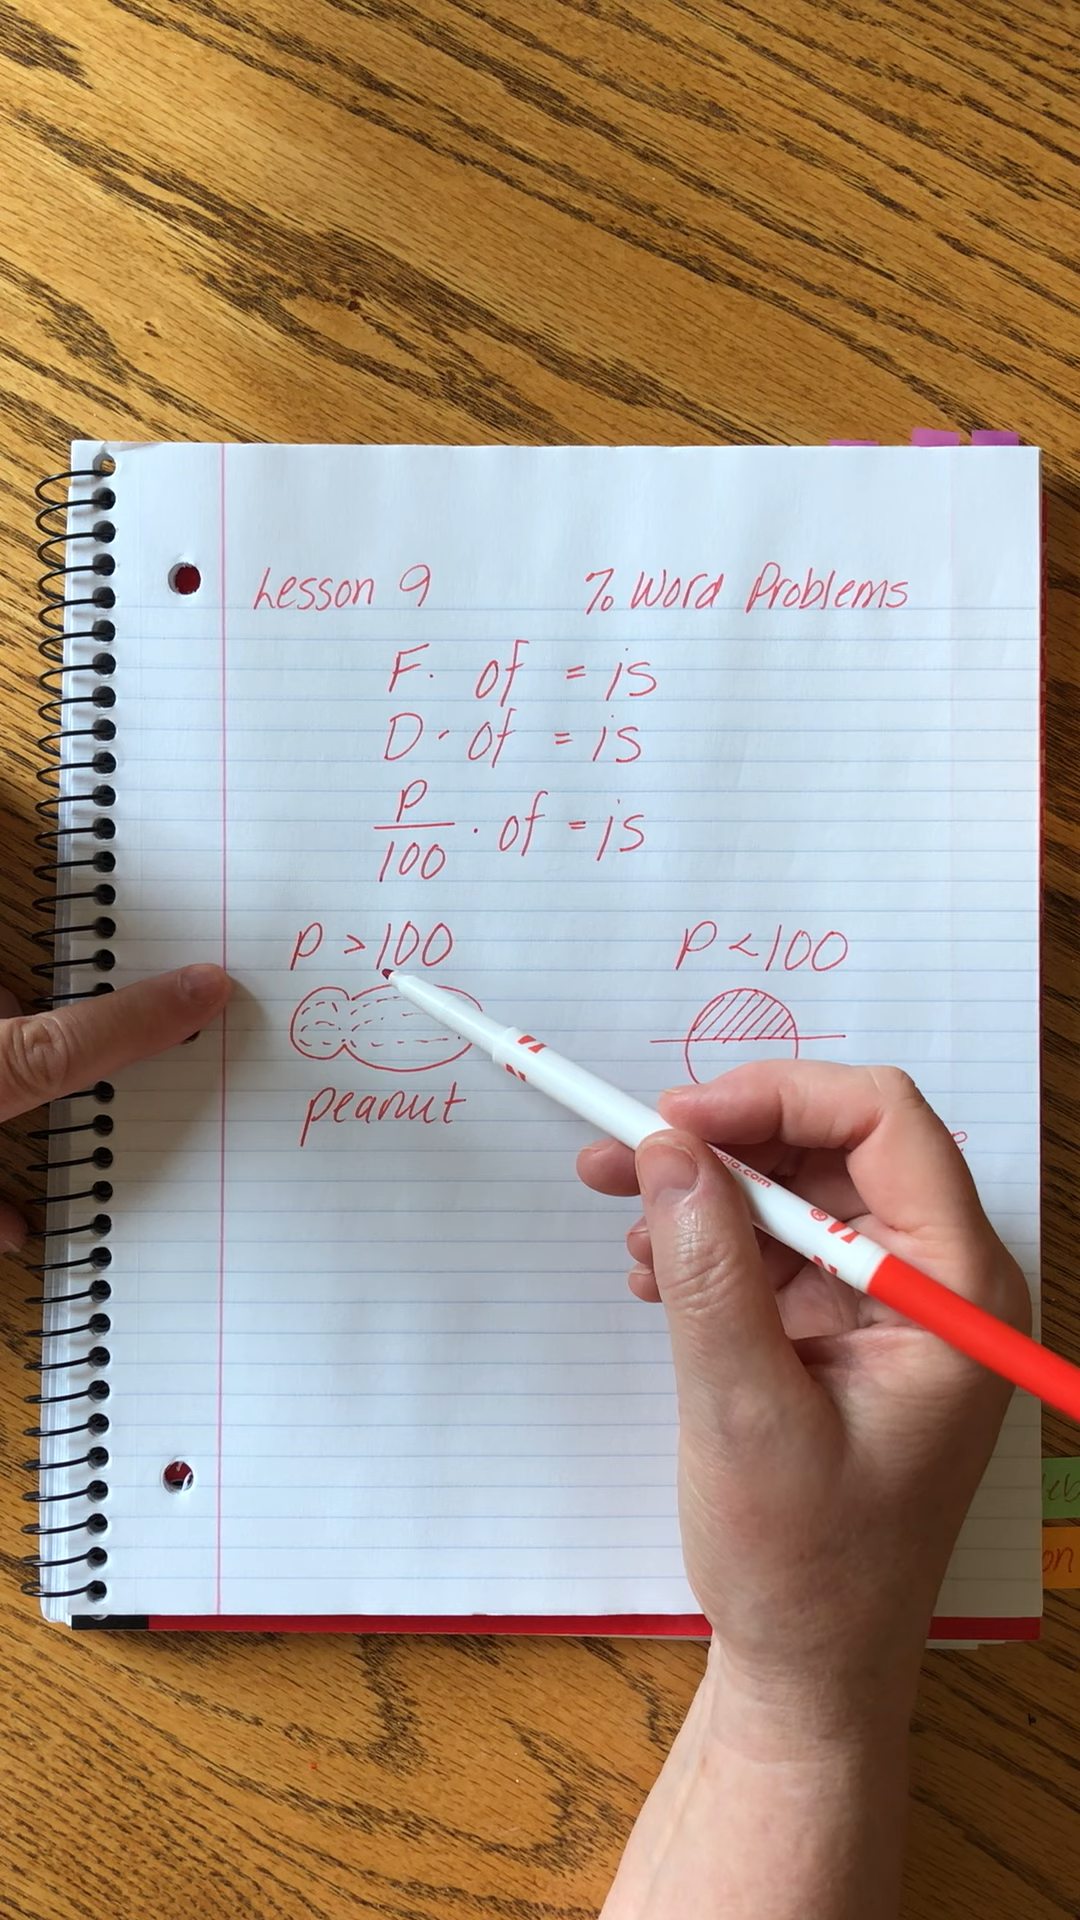 Lesson 9 % Word Problems
F. of = is
D · of = is
P
100 · of = is
P > 100 P < 100
peanut